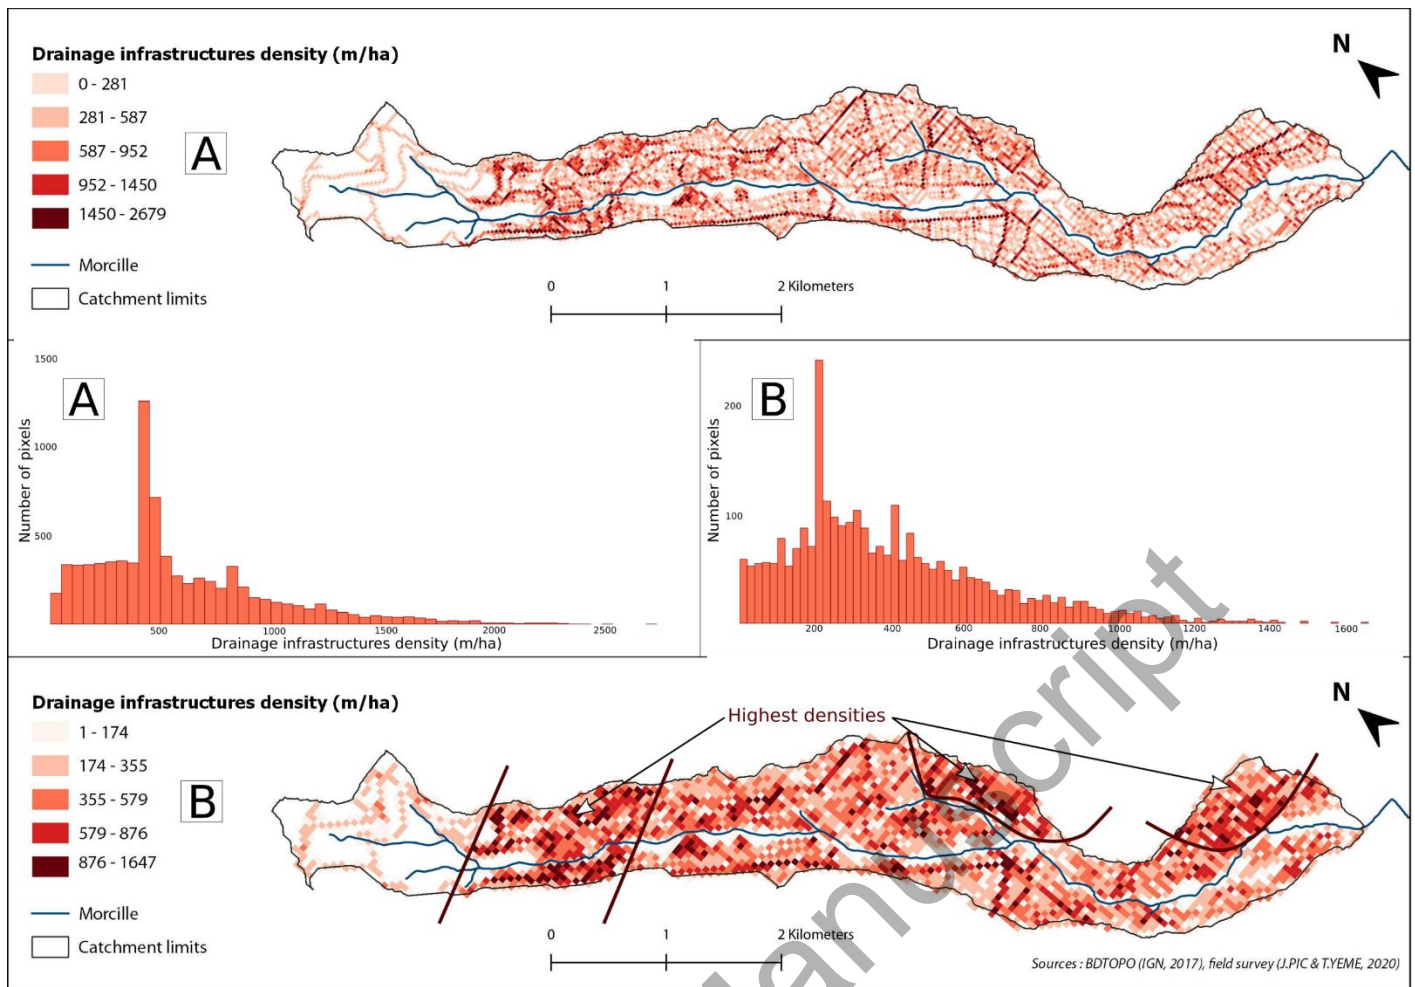 Drainage infrastructures density (m/ha)
0 - 281
281 - 587
587 - 952
952 - 1450
1450 - 2679
Morcille
Catchment limits
A
N
0 1 2 Kilometers
1500
1000
500
A
Number of pixels
500 1000 1500 2000 2500
Drainage infrastructures density (m/ha)
200
100
B
Number of pixels
200 400 600 800 1000 1200 1400 1600
Drainage infrastructures density (m/ha)
Drainage infrastructures density (m/ha)
1 - 174
174 - 355
355 - 579
579 - 876
876 - 1647
Morcille
Catchment limits
B
Highest densities
N
0 1 2 Kilometers
Sources : BDTOPO (IGN, 2017), field survey (J.PIC & T.YEME, 2020)